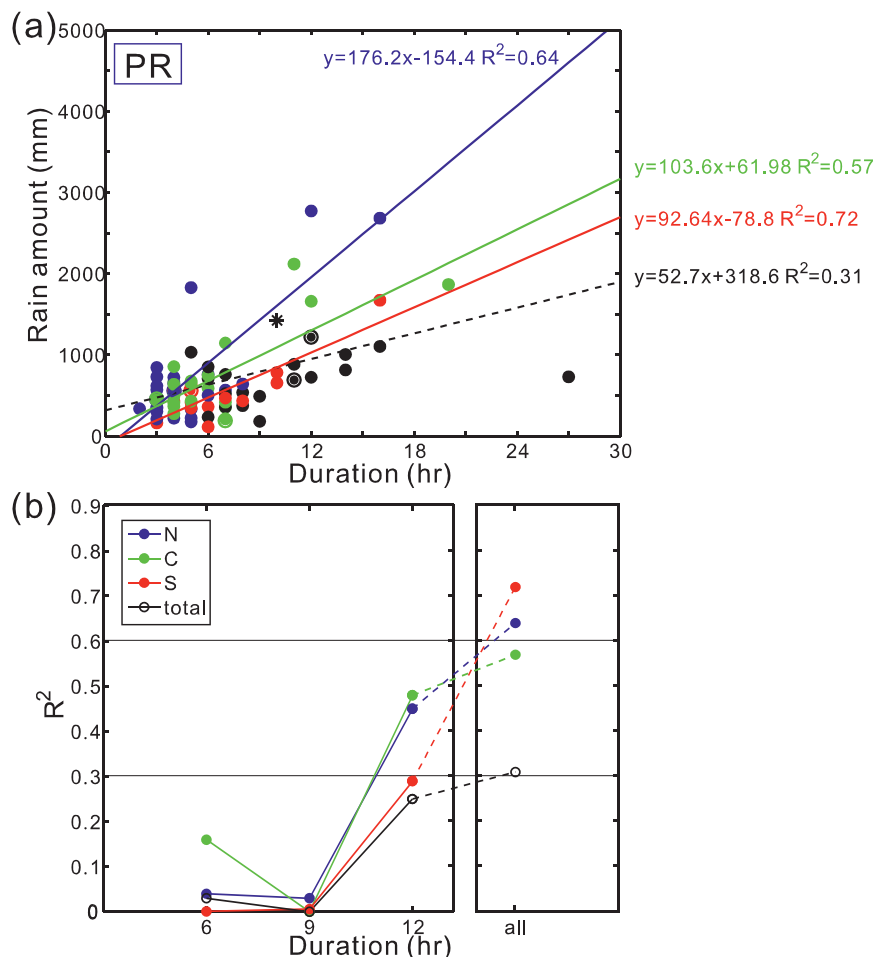 (a)
PR
y=176.2x-154.4 R²=0.64
y=103.6x+61.98 R²=0.57
y=92.64x-78.8 R²=0.72
y=52.7x+318.6 R²=0.31
Rain amount (mm)
5000
4000
3000
2000
1000
0
0 6 12 18 24 30
Duration (hr)
(b)
N
C
S
total
R²
0.9
0.8
0.7
0.6
0.5
0.4
0.3
0.2
0.1
0
0
6 9 12 all
Duration (hr)